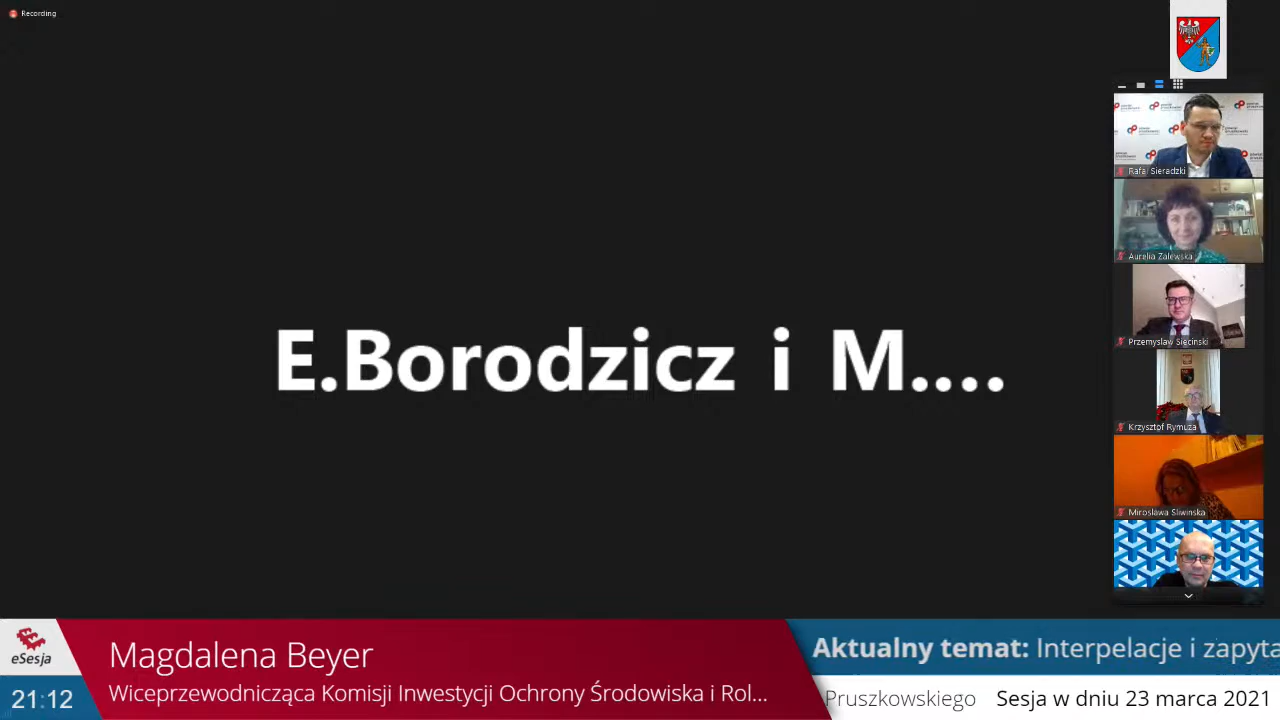 Recording
Rafał Sieradzki
Aurelia Zalewska
Przemysław Sięciński
Krzysztof Rymuza
Mirosława Śliwińska
E.Borodzicz i M....
eSesja
21:12
Magdalena Beyer
Wiceprzewodnicząca Komisji Inwestycji Ochrony Środowiska i Rol...
Aktualny temat: Interpelacje i zapyta
Pruszkowskiego Sesja w dniu 23 marca 2021